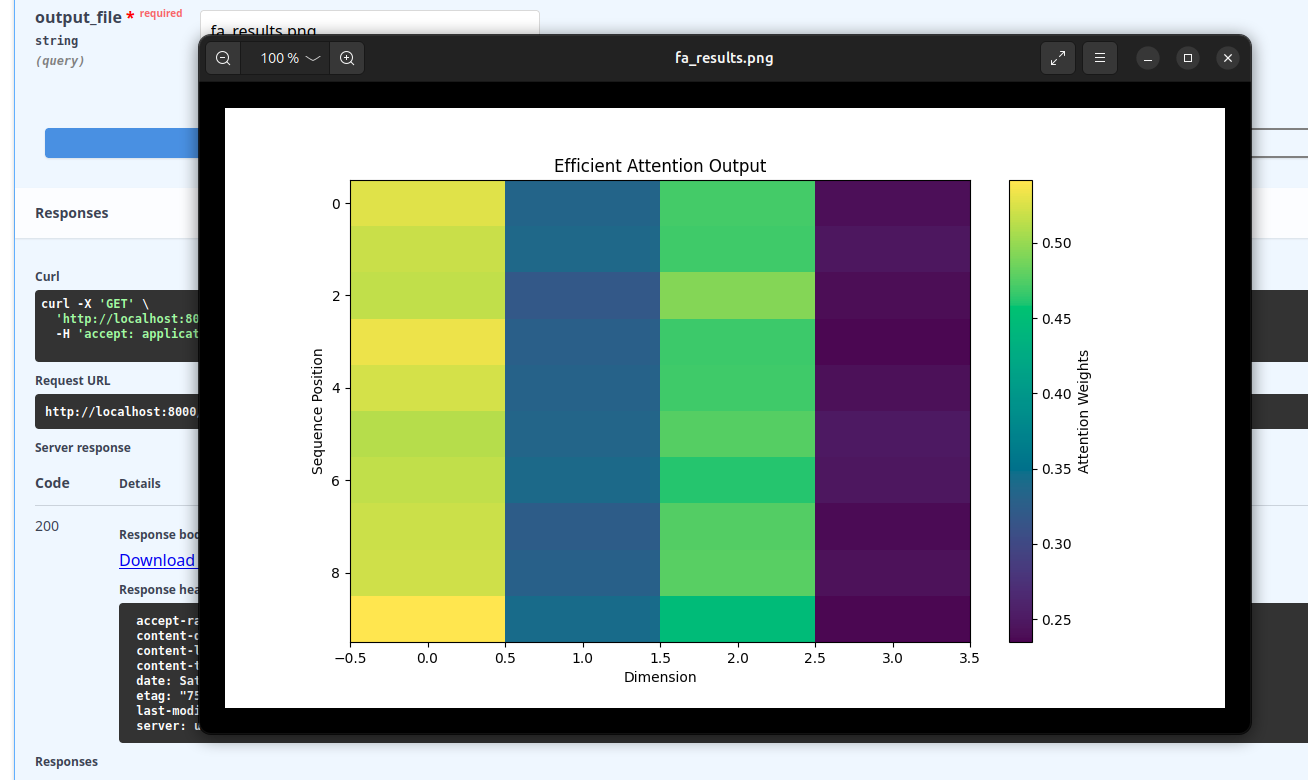 output_file * required
string
(query)
fa_results.png
100 %
fa_results.png
Efficient Attention Output
0
2
4
6
8
Sequence Position
−0.5
0.0
0.5
1.0
1.5
2.0
2.5
3.0
3.5
Dimension
0.50
0.45
0.40
0.35
0.30
0.25
Attention Weights
Responses
Curl
curl -X 'GET' \
'http://localhost:80
-H 'accept: applicat
Request URL
http://localhost:8000/
Server response
Code Details
200
Response boo
Download
Response hea
accept-ra
content-d
content-l
content-t
date: Sat
etag: "75
last-modi
server: u
Responses